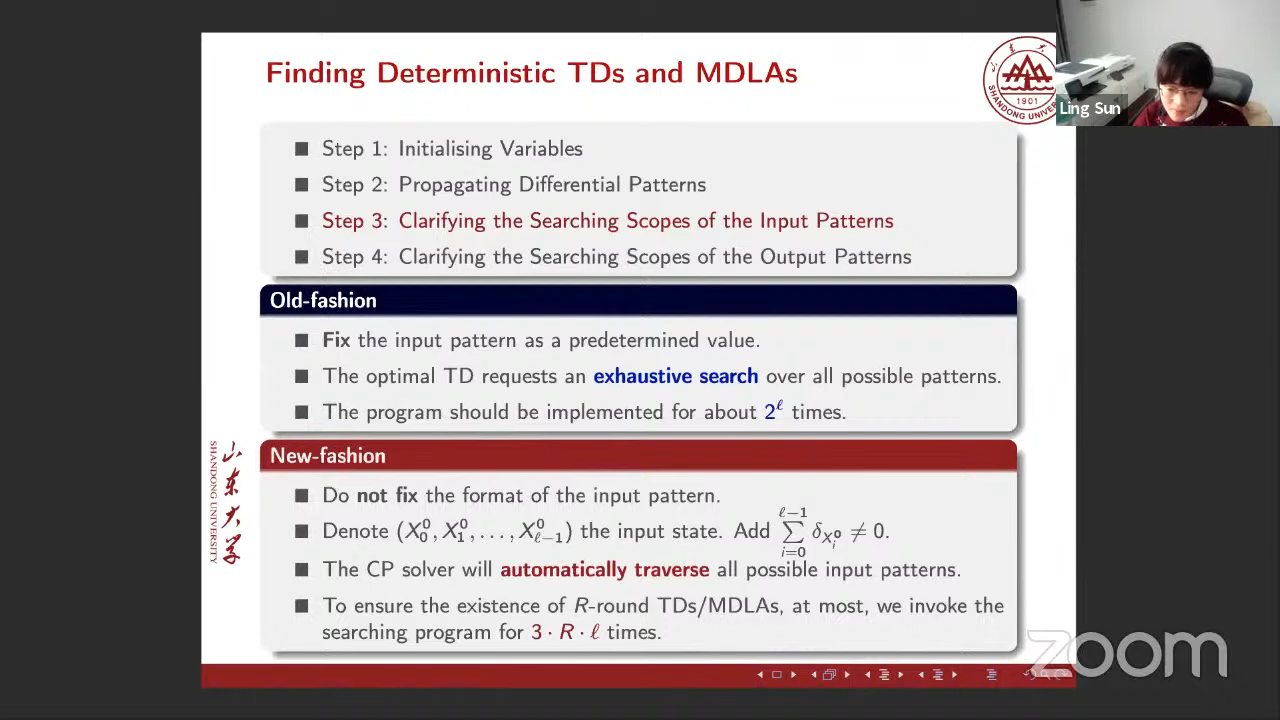 Finding Deterministic TDs and MDLAs
SHANDONG UNIVERSITY
1901
Ling Sun
Step 1: Initialising Variables
Step 2: Propagating Differential Patterns
Step 3: Clarifying the Searching Scopes of the Input Patterns
Step 4: Clarifying the Searching Scopes of the Output Patterns
Old-fashion
Fix the input pattern as a predetermined value.
The optimal TD requests an exhaustive search over all possible patterns.
The program should be implemented for about 2^ℓ times.
New-fashion
Do not fix the format of the input pattern.
Denote (X_0^0, X_1^0, . . . , X_{ℓ−1}^0) the input state. Add ∑_{i=0}^{ℓ−1} δ_{X_i^0} ≠ 0.
The CP solver will automatically traverse all possible input patterns.
To ensure the existence of R-round TDs/MDLAs, at most, we invoke the
searching program for 3 · R · ℓ times.
SHANDONG UNIVERSITY
山东大学
zoom